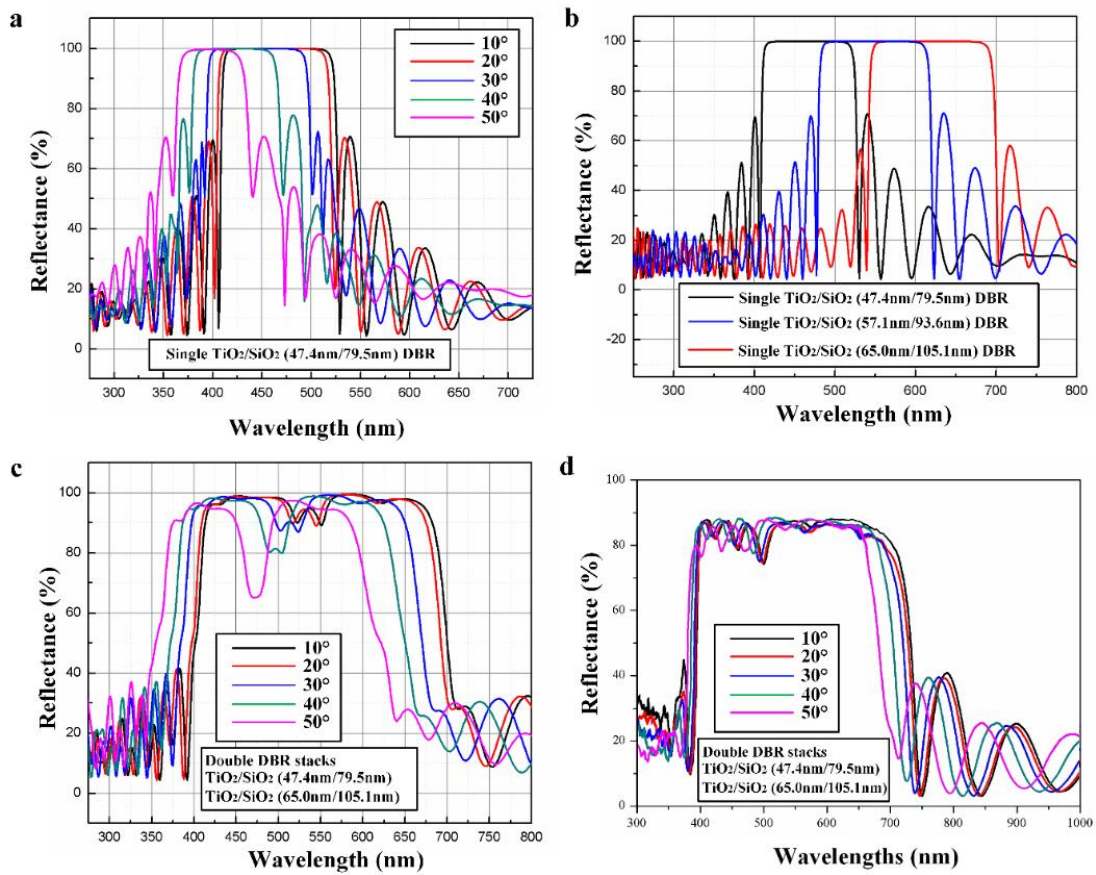 a
100
80
60
40
20
0
Reflectance (%)
10°
20°
30°
40°
50°
Single TiO₂/SiO₂ (47.4nm/79.5nm) DBR
300 350 400 450 500 550 600 650 700
Wavelength (nm)
b
100
80
60
40
20
0
-20
Reflectance (%)
Single TiO₂/SiO₂ (47.4nm/79.5nm) DBR
Single TiO₂/SiO₂ (57.1nm/93.6nm) DBR
Single TiO₂/SiO₂ (65.0nm/105.1nm) DBR
300 400 500 600 700 800
Wavelength (nm)
c
100
80
60
40
20
0
Reflectance (%)
10°
20°
30°
40°
50°
Double DBR stacks
TiO₂/SiO₂ (47.4nm/79.5nm)
TiO₂/SiO₂ (65.0nm/105.1nm)
300 350 400 450 500 550 600 650 700 750 800
Wavelength (nm)
d
100
80
60
40
20
0
Reflectance (%)
10°
20°
30°
40°
50°
Double DBR stacks
TiO₂/SiO₂ (47.4nm/79.5nm)
TiO₂/SiO₂ (65.0nm/105.1nm)
300 400 500 600 700 800 900 1000
Wavelengths (nm)